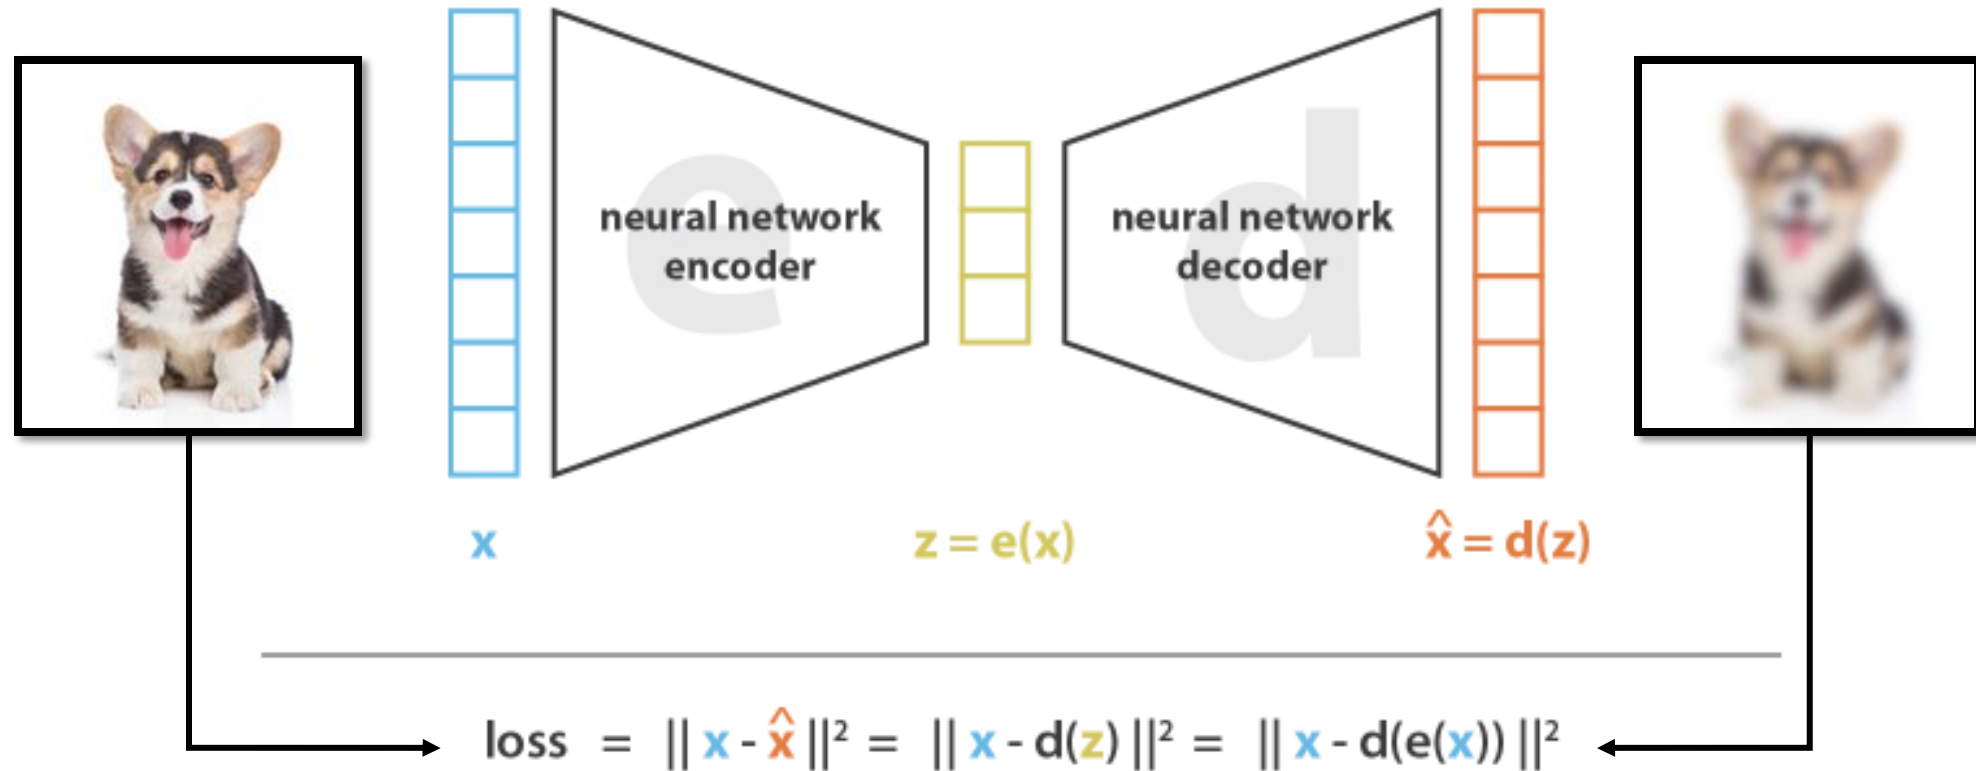 e
neural network
encoder
d
neural network
decoder
x
z = e(x)
x̂ = d(z)
loss = || x - x̂ ||² = || x - d(z) ||² = || x - d(e(x)) ||²